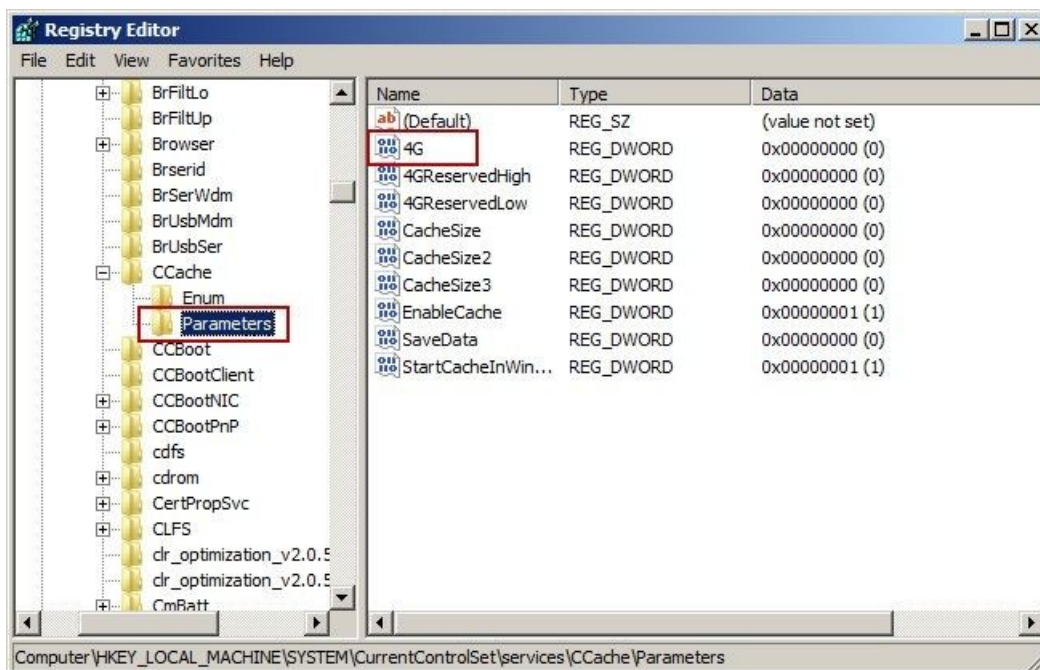 Registry Editor
File Edit View Favorites Help
BrFiltLo
BrFiltUp
Browser
Brserid
BrSerWdm
BrUsbMdm
BrUsbSer
CCache
Enum
Parameters
CCBoot
CCBootClient
CCBootNIC
CCBootPnP
cdfs
cdrom
CertPropSvc
CLFS
clr_optimization_v2.0.5
clr_optimization_v2.0.5
CmBatt
Name Type Data
(Default) REG_SZ (value not set)
4G REG_DWORD 0x00000000 (0)
4GReservedHigh REG_DWORD 0x00000000 (0)
4GReservedLow REG_DWORD 0x00000000 (0)
CacheSize REG_DWORD 0x00000000 (0)
CacheSize2 REG_DWORD 0x00000000 (0)
CacheSize3 REG_DWORD 0x00000000 (0)
EnableCache REG_DWORD 0x00000001 (1)
SaveData REG_DWORD 0x00000000 (0)
StartCacheInWin... REG_DWORD 0x00000001 (1)
Computer\HKEY_LOCAL_MACHINE\SYSTEM\CurrentControlSet\services\CCache\Parameters